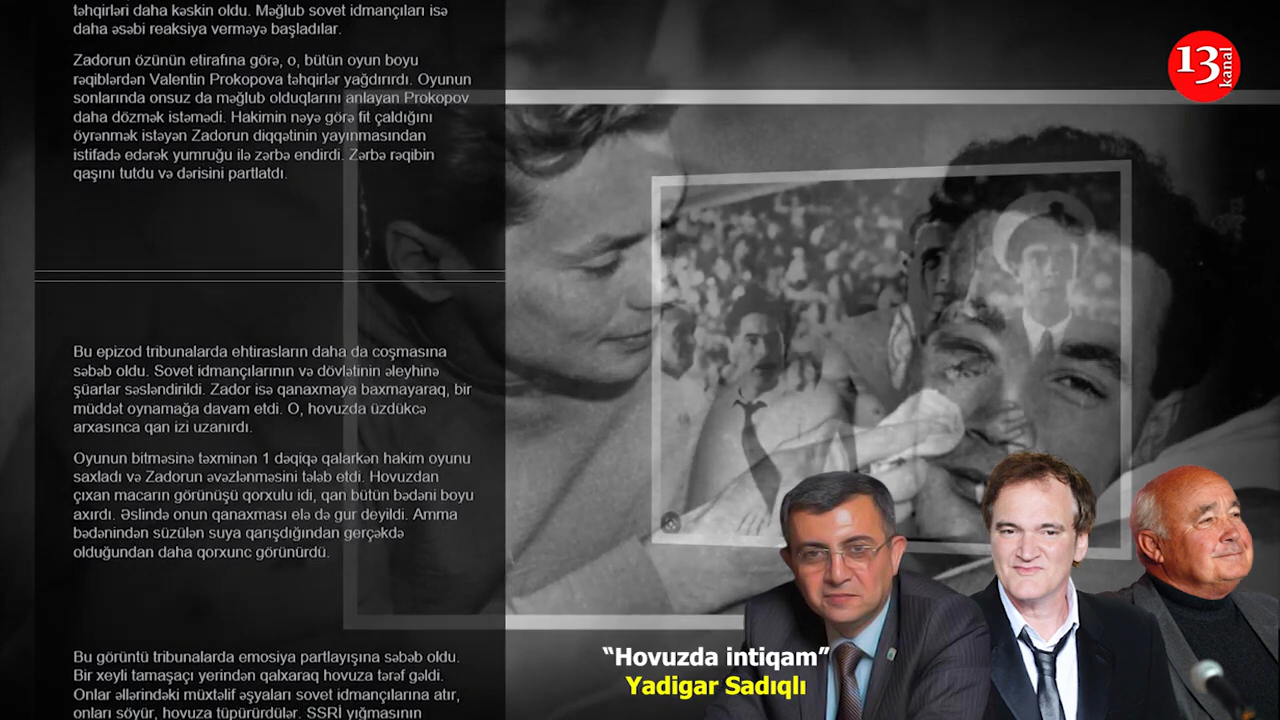 təhqirləri daha kəskin oldu. Məğlub sovet idmançıları isə
daha əsəbi reaksiya verməyə başladılar.
Zadorun özünün etirafına görə, o, bütün oyun boyu
rəqiblərdən Valentin Prokopova təhqirlər yağdırırdı. Oyunun
sonlarında onsuz da məğlub olduqlarını anlayan Prokopov
daha dözmək istəmədi. Hakimin nəyə görə fit çaldığını
öyrənmək istəyən Zadorun diqqətinin yayınmasından
istifadə edərək yumruğu ilə zərbə endirdi. Zərbə rəqibin
qaşını tutdu və dərisini partlatdı.
Bu epizod tribunalarda ehtirasların daha da coşmasına
səbəb oldu. Sovet idmançılarının və dövlətinin əleyhinə
şüarlar səsləndirildi. Zador isə qanaxmaya baxmayaraq, bir
müddət oynamağa davam etdi. O, hovuzda üzdükcə
arxasınca qan izi uzanırdı.
Oyunun bitməsinə təxminən 1 dəqiqə qalarkən hakim oyunu
saxladı və Zadorun əvəzlənməsini tələb etdi. Hovuzdan
çıxan macarın görünüşü qorxulu idi, qan bütün bədəni boyu
axırdı. Əslində onun qanaxması elə də gur deyildi. Amma
bədənindən süzülən suya qarışdığından gerçəkdə
olduğundan daha qorxunc görünürdü.
Bu görüntü tribunalarda emosiya partlayışına səbəb oldu.
Bir xeyli tamaşaçı yerindən qalxaraq hovuza tərəf gəldi.
Onlar əllərindəki müxtəlif əşyaları sovet idmançılarına atır,
onları söyür, hovuza tüpürürdülər. SSRİ yığmasının
13 kanal
“Hovuzda intiqam”
Yadigar Sadıqlı